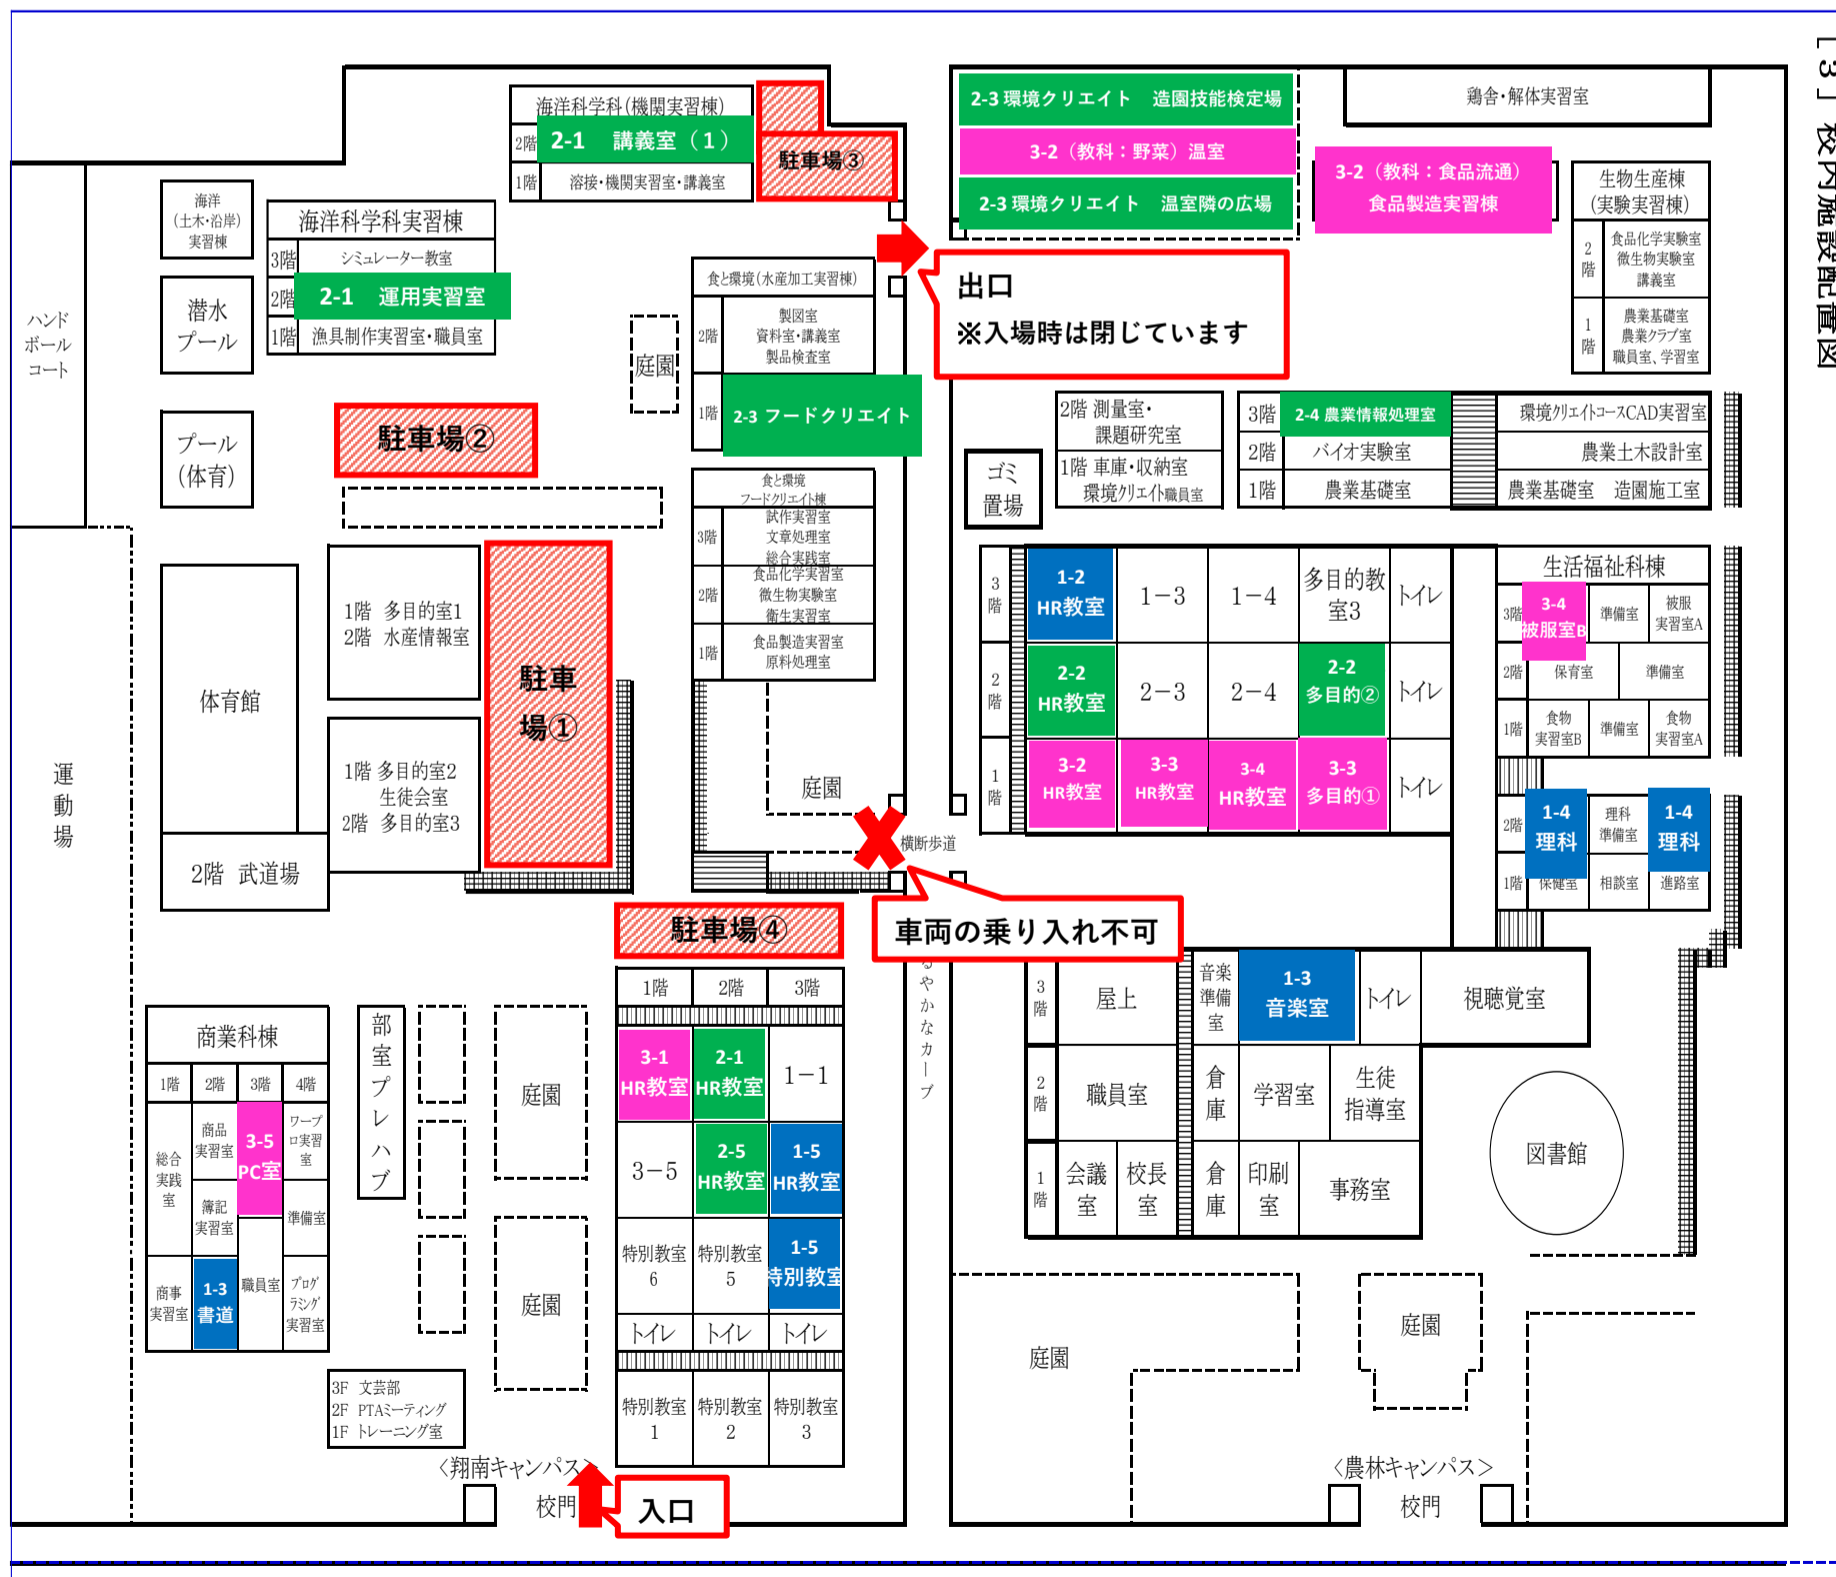 ［３］校内施設配置図
海洋科学科(機関実習棟)
2階
2-1　講義室（１）
1階
溶接・機関実習室・講義室
駐車場③
海洋
(土木・沿岸)
実習棟
海洋科学科実習棟
3階
シミュレーター教室
2階
2-1　運用実習室
1階
漁具制作実習室・職員室
潜水
プール
プール
(体育)
ハンド
ボール
コート
駐車場②
庭園
食と環境(水産加工実習棟)
2階
製図室
資料室・講義室
製品検査室
1階
2-3 フードクリエイト
食と環境
フードクリエイト棟
3階
試作実習室
文章処理室
総合実践室
2階
食品化学実習室
微生物実験室
衛生実習室
1階
食品製造実習室
原料処理室
1階 多目的室1
2階 水産情報室
駐車
場①
体育館
1階 多目的室2
生徒会室
2階 多目的室3
2階 武道場
運動場
庭園
横断歩道
車両の乗り入れ不可
るやかなカーブ
駐車場④
1階
2階
3階
3-1
HR教室
2-1
HR教室
1－1
3－5
2-5
HR教室
1-5
HR教室
特別教室
6
特別教室
5
1-5
特別教室
トイレ
トイレ
トイレ
特別教室
1
特別教室
2
特別教室
3
商業科棟
1階
2階
3階
4階
総合
実践
室
商品
実習室
3-5
PC室
ワープ
ロ実習
室
簿記
実習室
準備室
商事
実習室
1-3
書道
職員室
プログ
ラミング
実習室
部室プレハブ
庭園
庭園
3F 文芸部
2F PTAミーティング
1F トレーニング室
＜翔南キャンパス＞
校門
入口
2-3 環境クリエイト　造園技能検定場
3-2（教科：野菜）温室
2-3 環境クリエイト　温室隣の広場
出口
※入場時は閉じています
鶏舎・解体実習室
3-2（教科：食品流通）
食品製造実習棟
生物生産棟
(実験実習棟)
2階
食品化学実験室
微生物実験室
講義室
1階
農業基礎室
農業クラブ室
職員室、学習室
2階 測量室・
課題研究室
1階 車庫・収納室
環境クリエイト職員室
ゴミ
置場
3階
2-4 農業情報処理室
環境クリエイトコースCAD実習室
2階
バイオ実験室
農業土木設計室
1階
農業基礎室
農業基礎室　造園施工室
3階
1-2
HR教室
1－3
1－4
多目的教
室3
トイレ
2階
2-2
HR教室
2－3
2－4
2-2
多目的②
トイレ
1階
3-2
HR教室
3-3
HR教室
3-4
HR教室
3-3
多目的①
トイレ
生活福祉科棟
3階
3-4
被服室B
準備室
被服
実習室A
2階
保育室
準備室
1階
食物
実習室B
準備室
食物
実習室A
2階
1-4
理科
理科
準備室
1-4
理科
1階
保健室
相談室
進路室
3階
屋上
音楽
準備
室
1-3
音楽室
トイレ
視聴覚室
2階
職員室
倉庫
学習室
生徒
指導室
1階
会議
室
校長
室
倉庫
印刷
室
事務室
図書館
庭園
庭園
＜農林キャンパス＞
校門